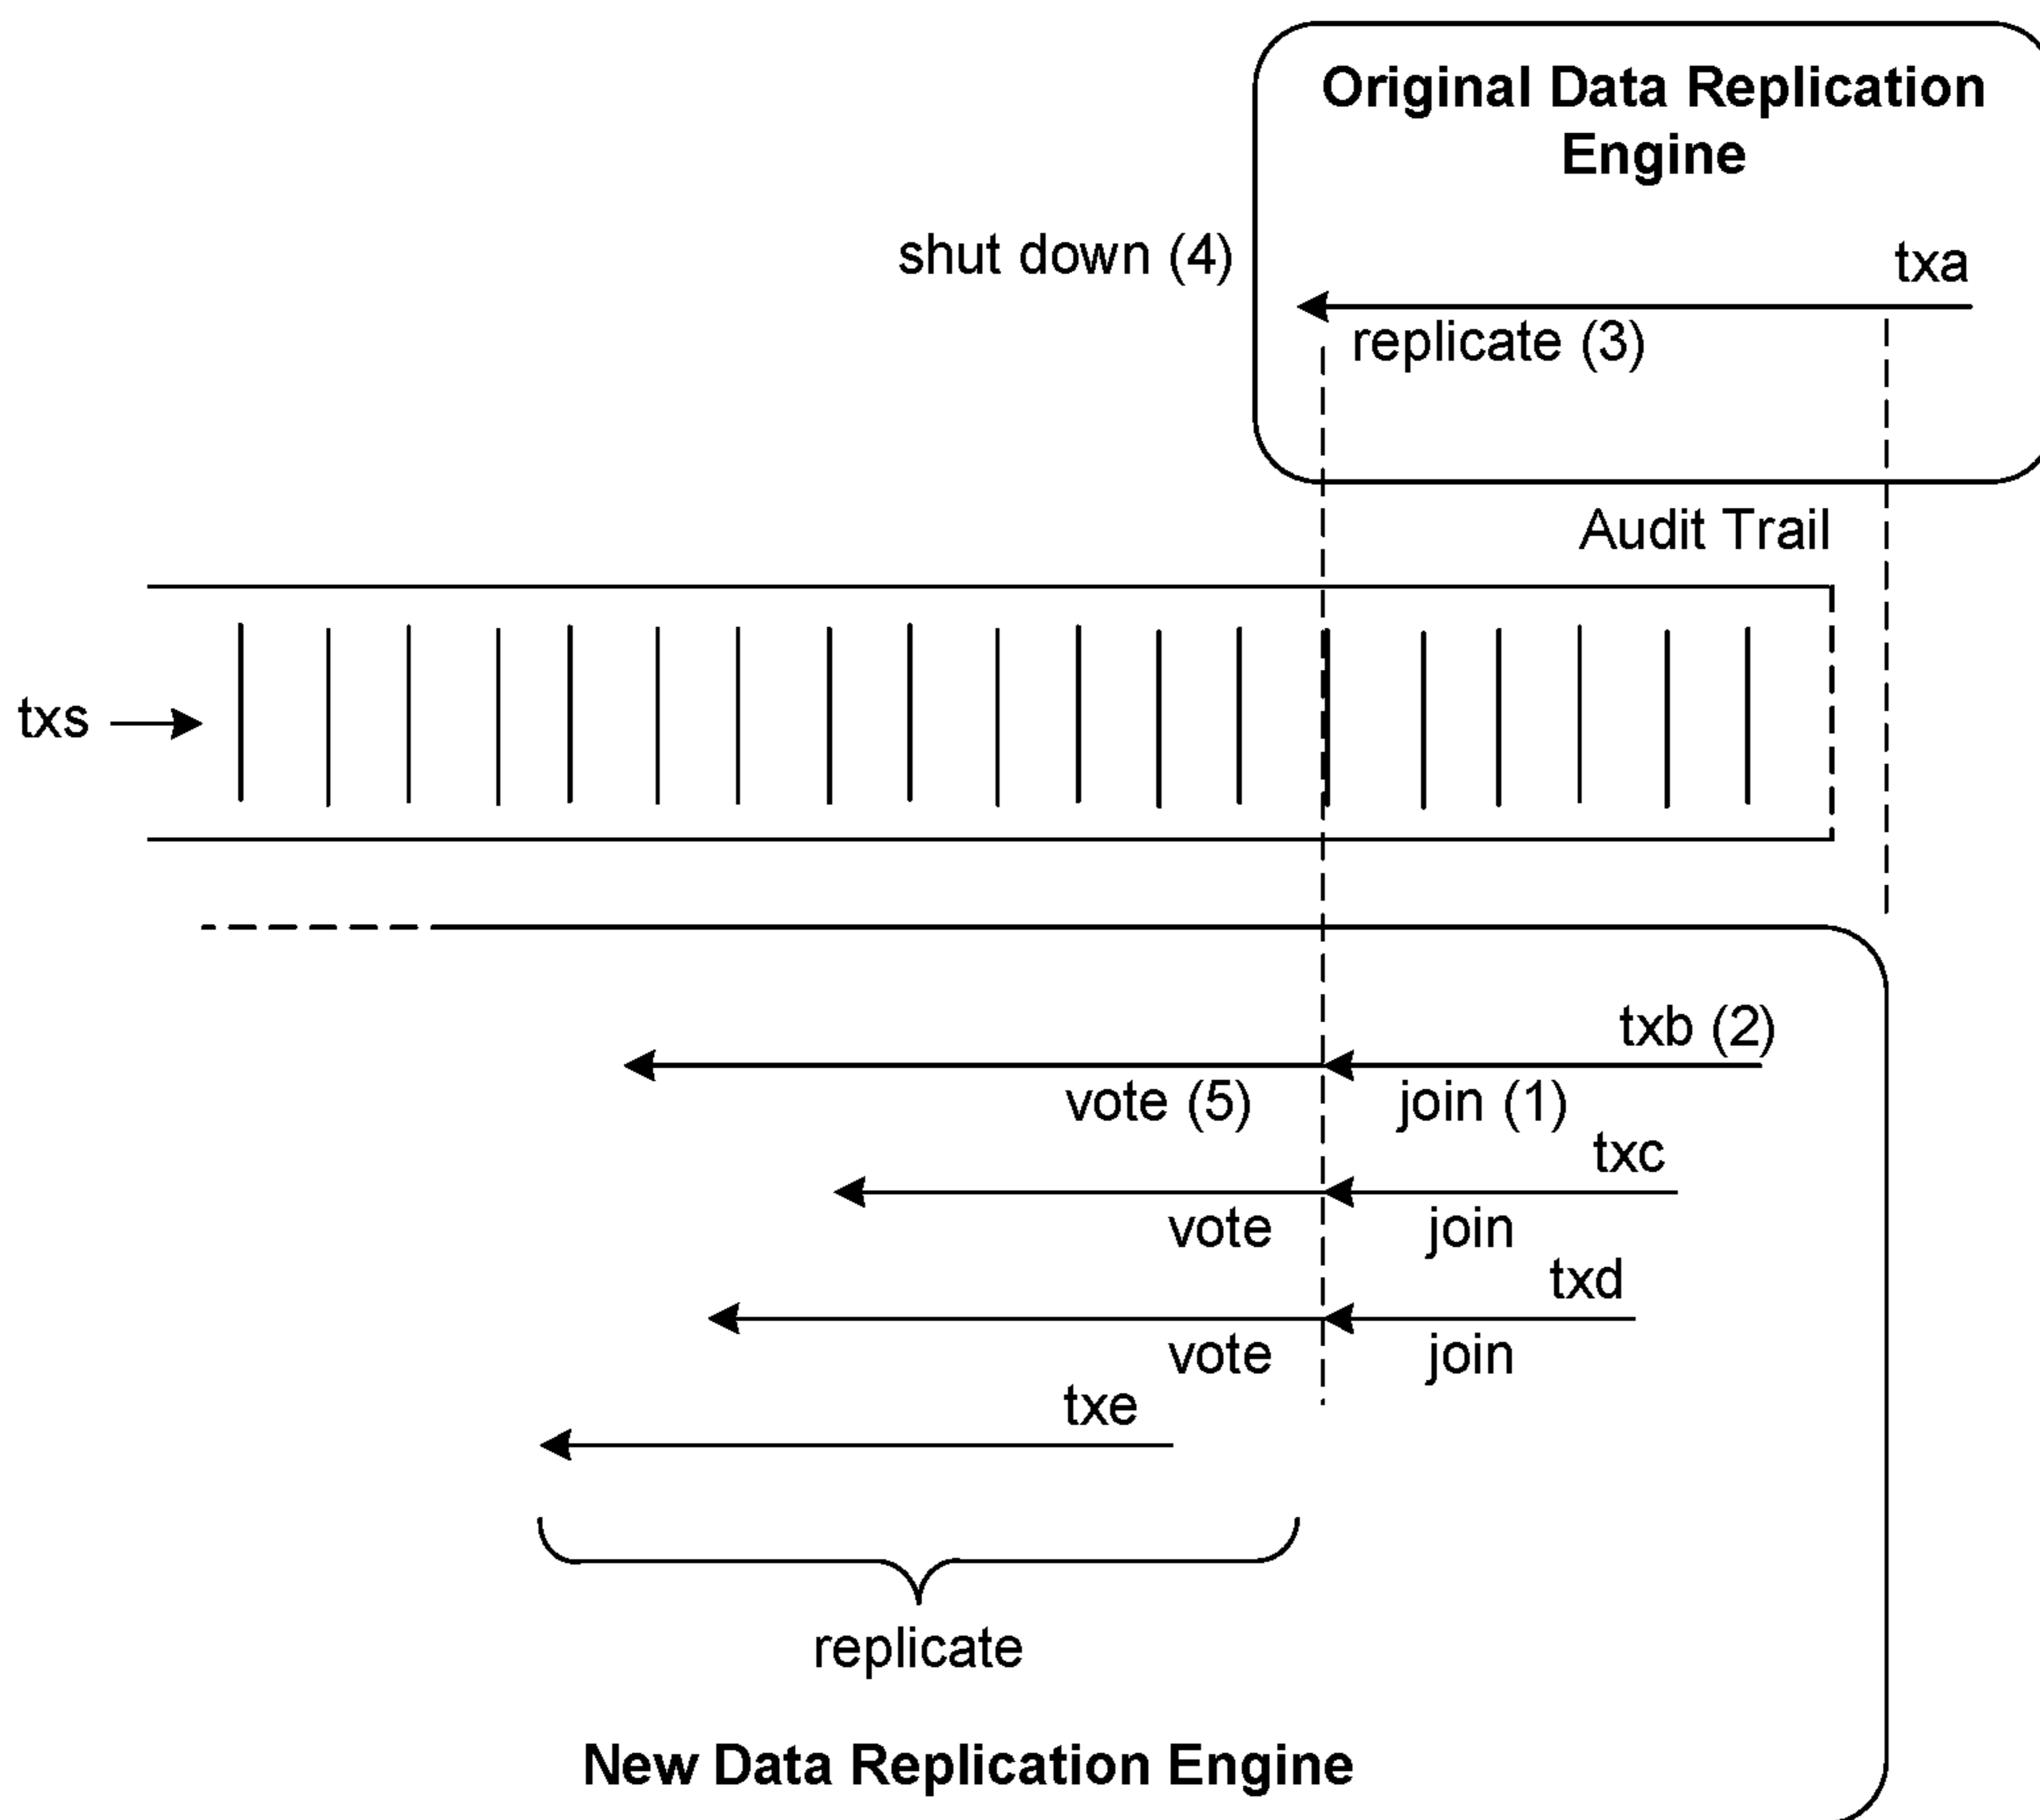 Original Data Replication
Engine
shut down (4)
txa
replicate (3)
Audit Trail
txs
txb (2)
vote (5)
join (1)
txc
vote
join
txd
vote
join
txe
replicate
New Data Replication Engine